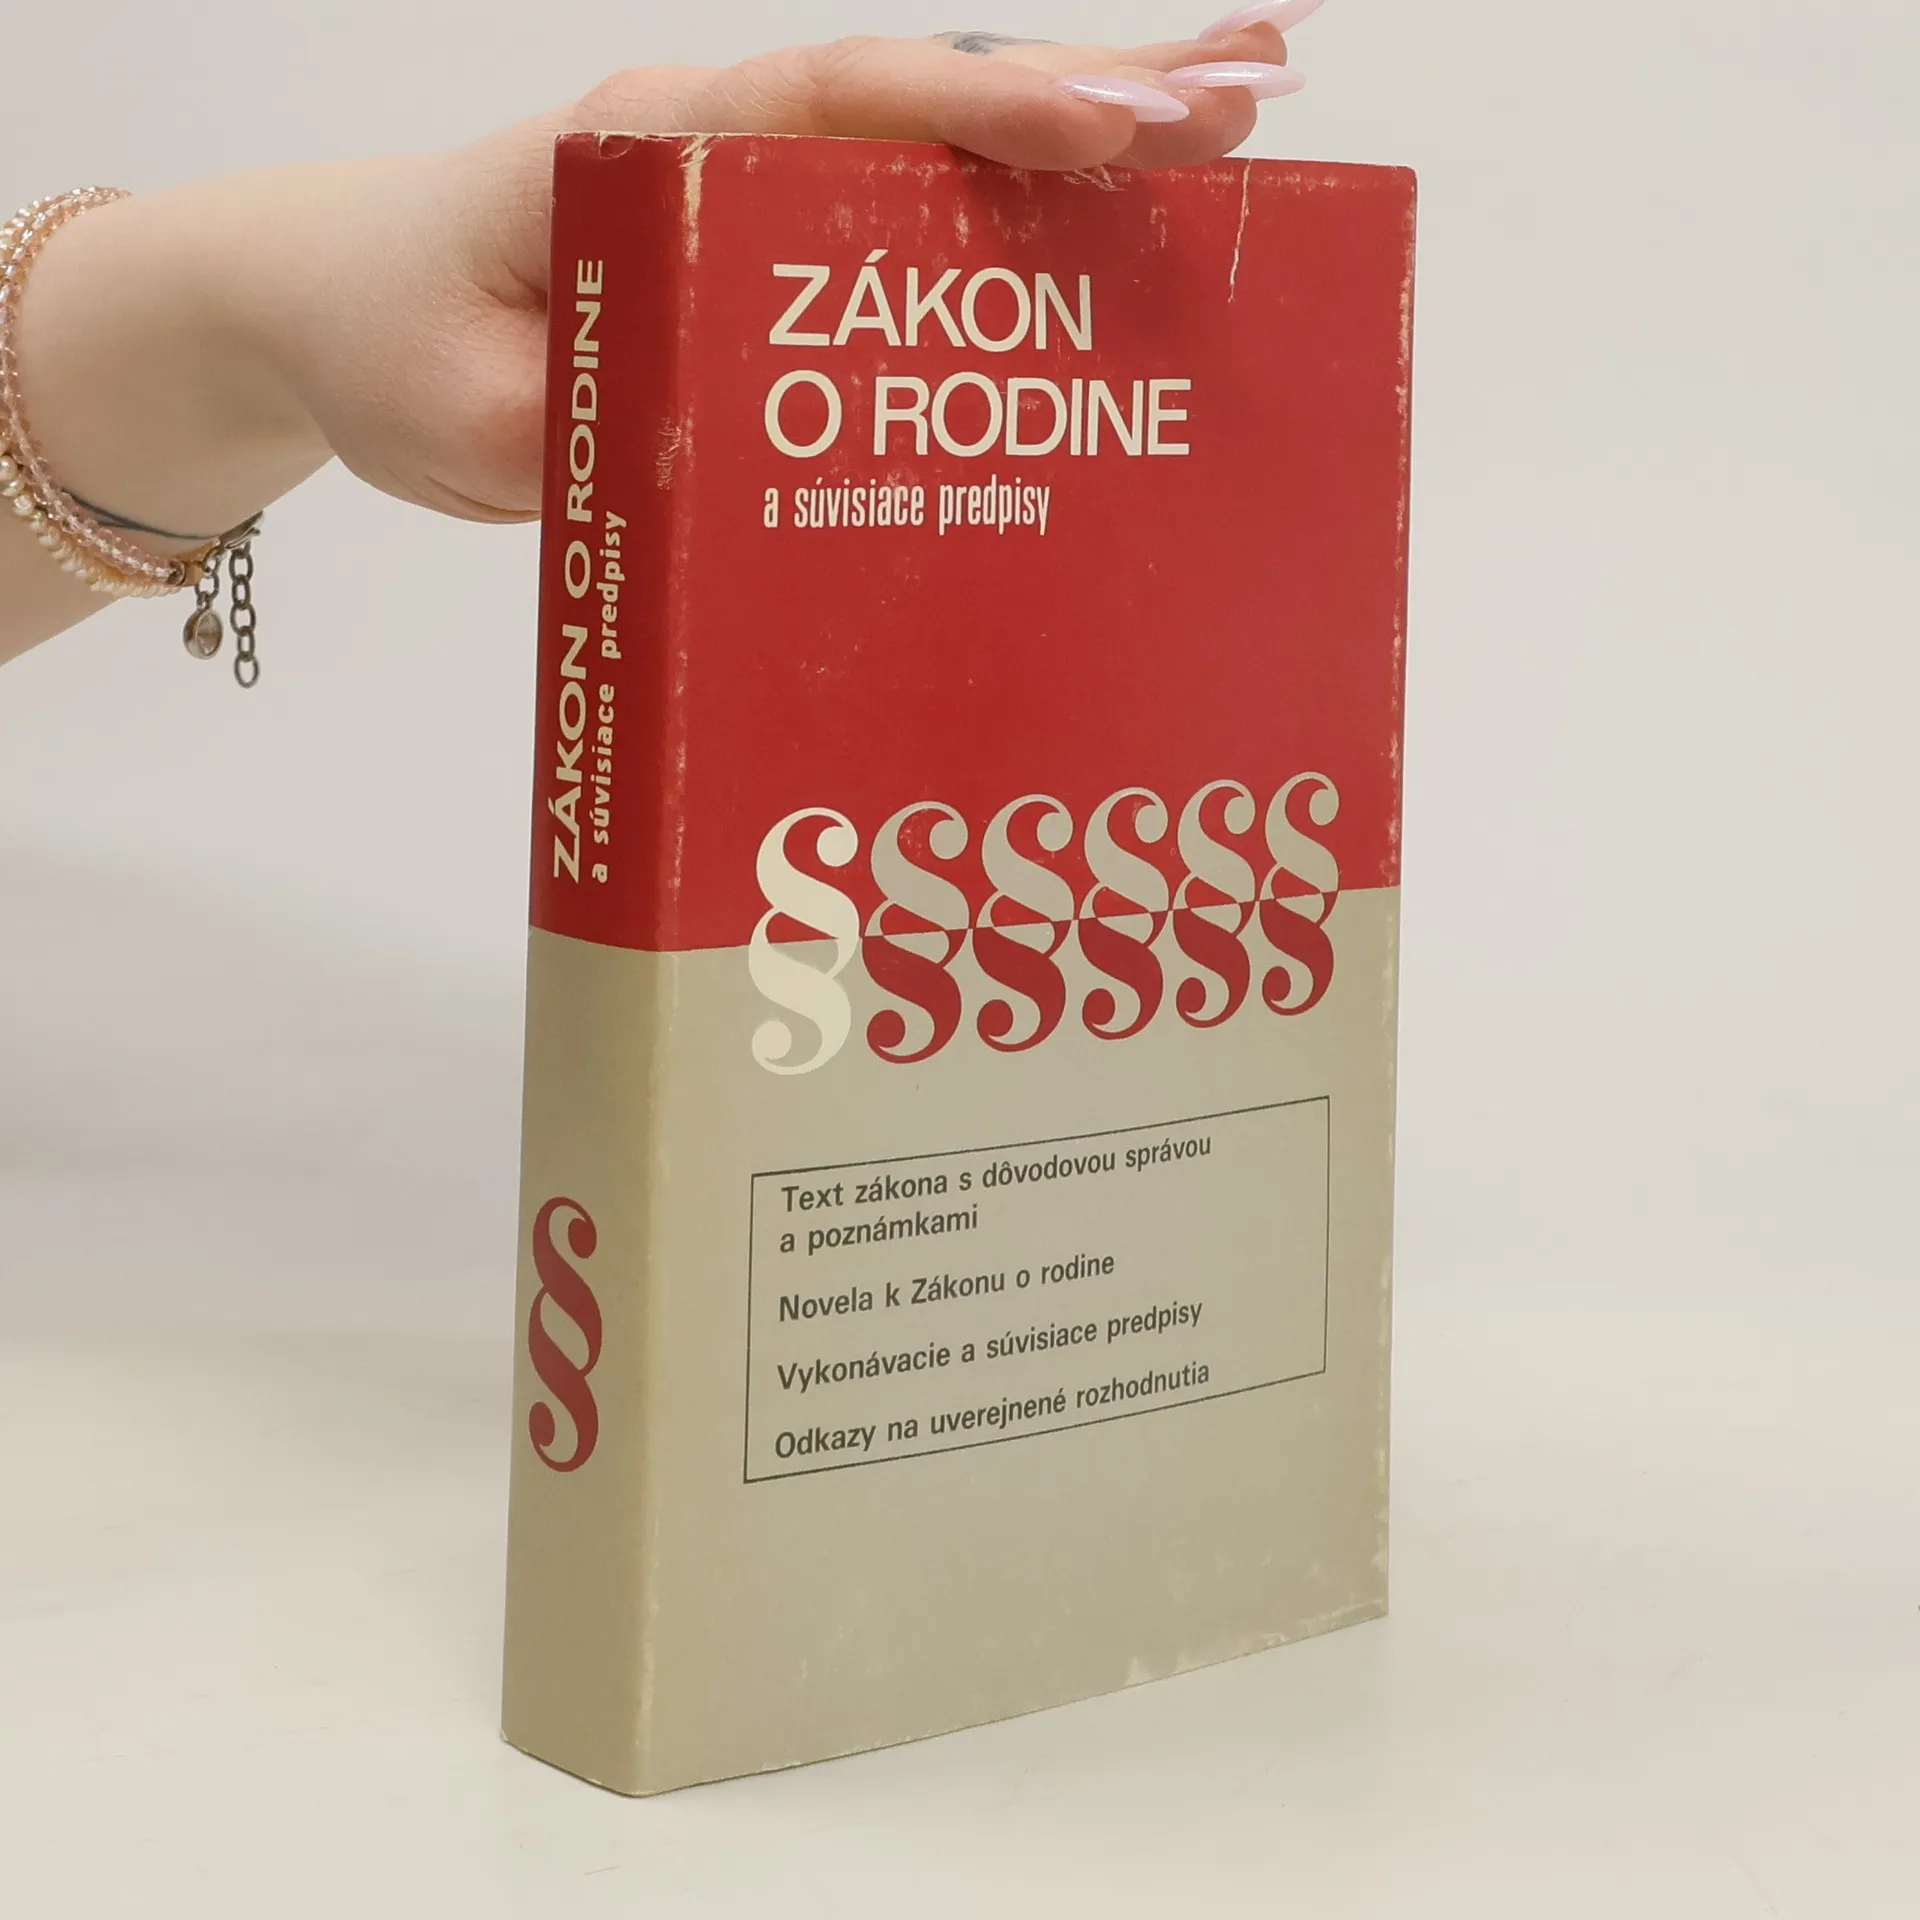 ZÁKON O RODINE
a súvisiace predpisy
§
ZÁKON
O RODINE
a súvisiace predpisy
§§§§§§
Text zákona s dôvodovou správou
a poznámkami
Novela k Zákonu o rodine
Vykonávacie a súvisiace predpisy
Odkazy na uverejnené rozhodnutia